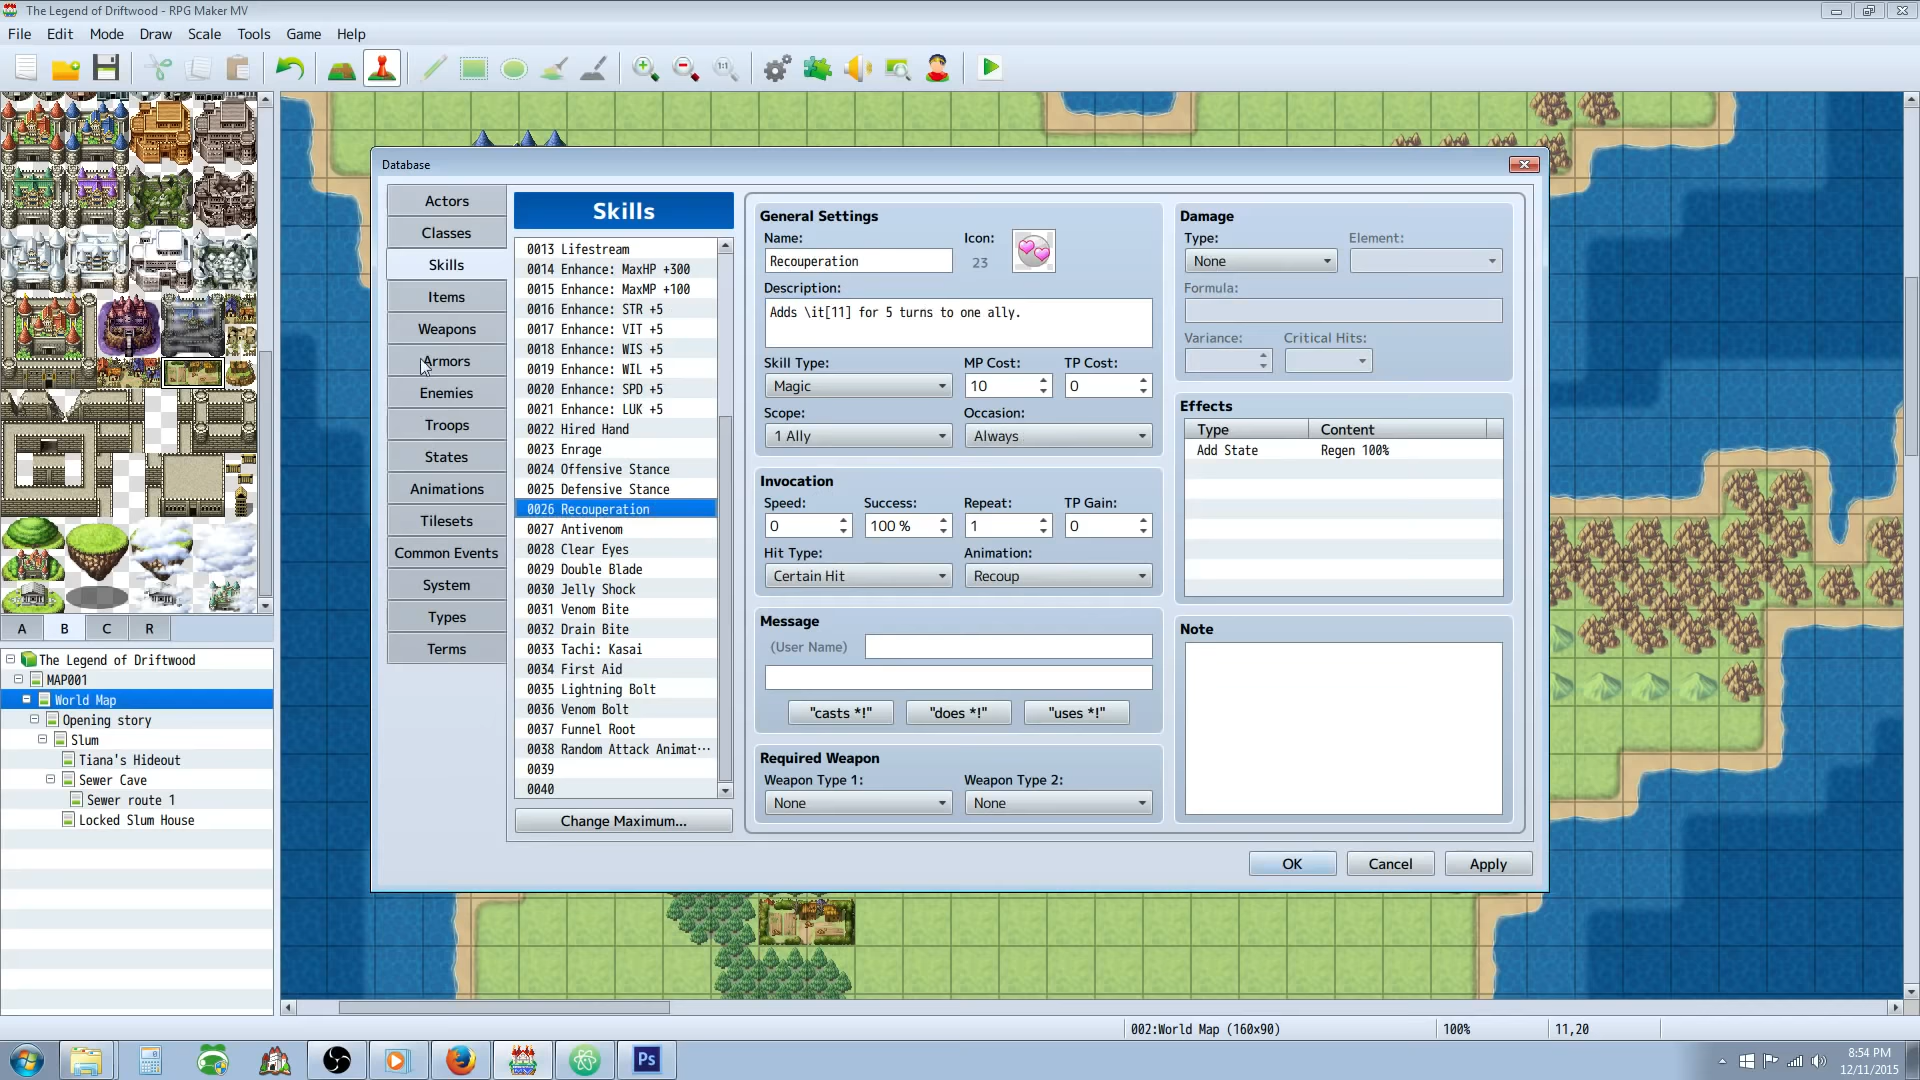 The Legend of Driftwood - RPG Maker MV
File Edit Mode Draw Scale Tools Game Help
1:1
Database
Actors
Classes
Skills
Items
Weapons
Armors
Enemies
Troops
States
Animations
Tilesets
Common Events
System
Types
Terms
Skills
0013 Lifestream
0014 Enhance: MaxHP +300
0015 Enhance: MaxMP +100
0016 Enhance: STR +5
0017 Enhance: VIT +5
0018 Enhance: WIS +5
0019 Enhance: WIL +5
0020 Enhance: SPD +5
0021 Enhance: LUK +5
0022 Hired Hand
0023 Enrage
0024 Offensive Stance
0025 Defensive Stance
0026 Recouperation
0027 Antivenom
0028 Clear Eyes
0029 Double Blade
0030 Jelly Shock
0031 Venom Bite
0032 Drain Bite
0033 Tachi: Kasai
0034 First Aid
0035 Lightning Bolt
0036 Venom Bolt
0037 Funnel Root
0038 Random Attack Animat···
0039
0040
Change Maximum...
General Settings
Name: Icon:
Recouperation 23
Description:
Adds \it[11] for 5 turns to one ally.
Skill Type: MP Cost: TP Cost:
Magic 10 0
Scope: Occasion:
1 Ally Always
Invocation
Speed: Success: Repeat: TP Gain:
0 100 % 1 0
Hit Type: Animation:
Certain Hit Recoup
Message
(User Name)
"casts *!" "does *!" "uses *!"
Required Weapon
Weapon Type 1: Weapon Type 2:
None None
Damage
Type: Element:
None
Formula:
Variance: Critical Hits:
Effects
Type Content
Add State Regen 100%
Note
OK Cancel Apply
A B C R
The Legend of Driftwood
MAP001
World Map
Opening story
Slum
Tiana's Hideout
Sewer Cave
Sewer route 1
Locked Slum House
002:World Map (160x90) 100% 11,20
Ps
8:54 PM
12/11/2015